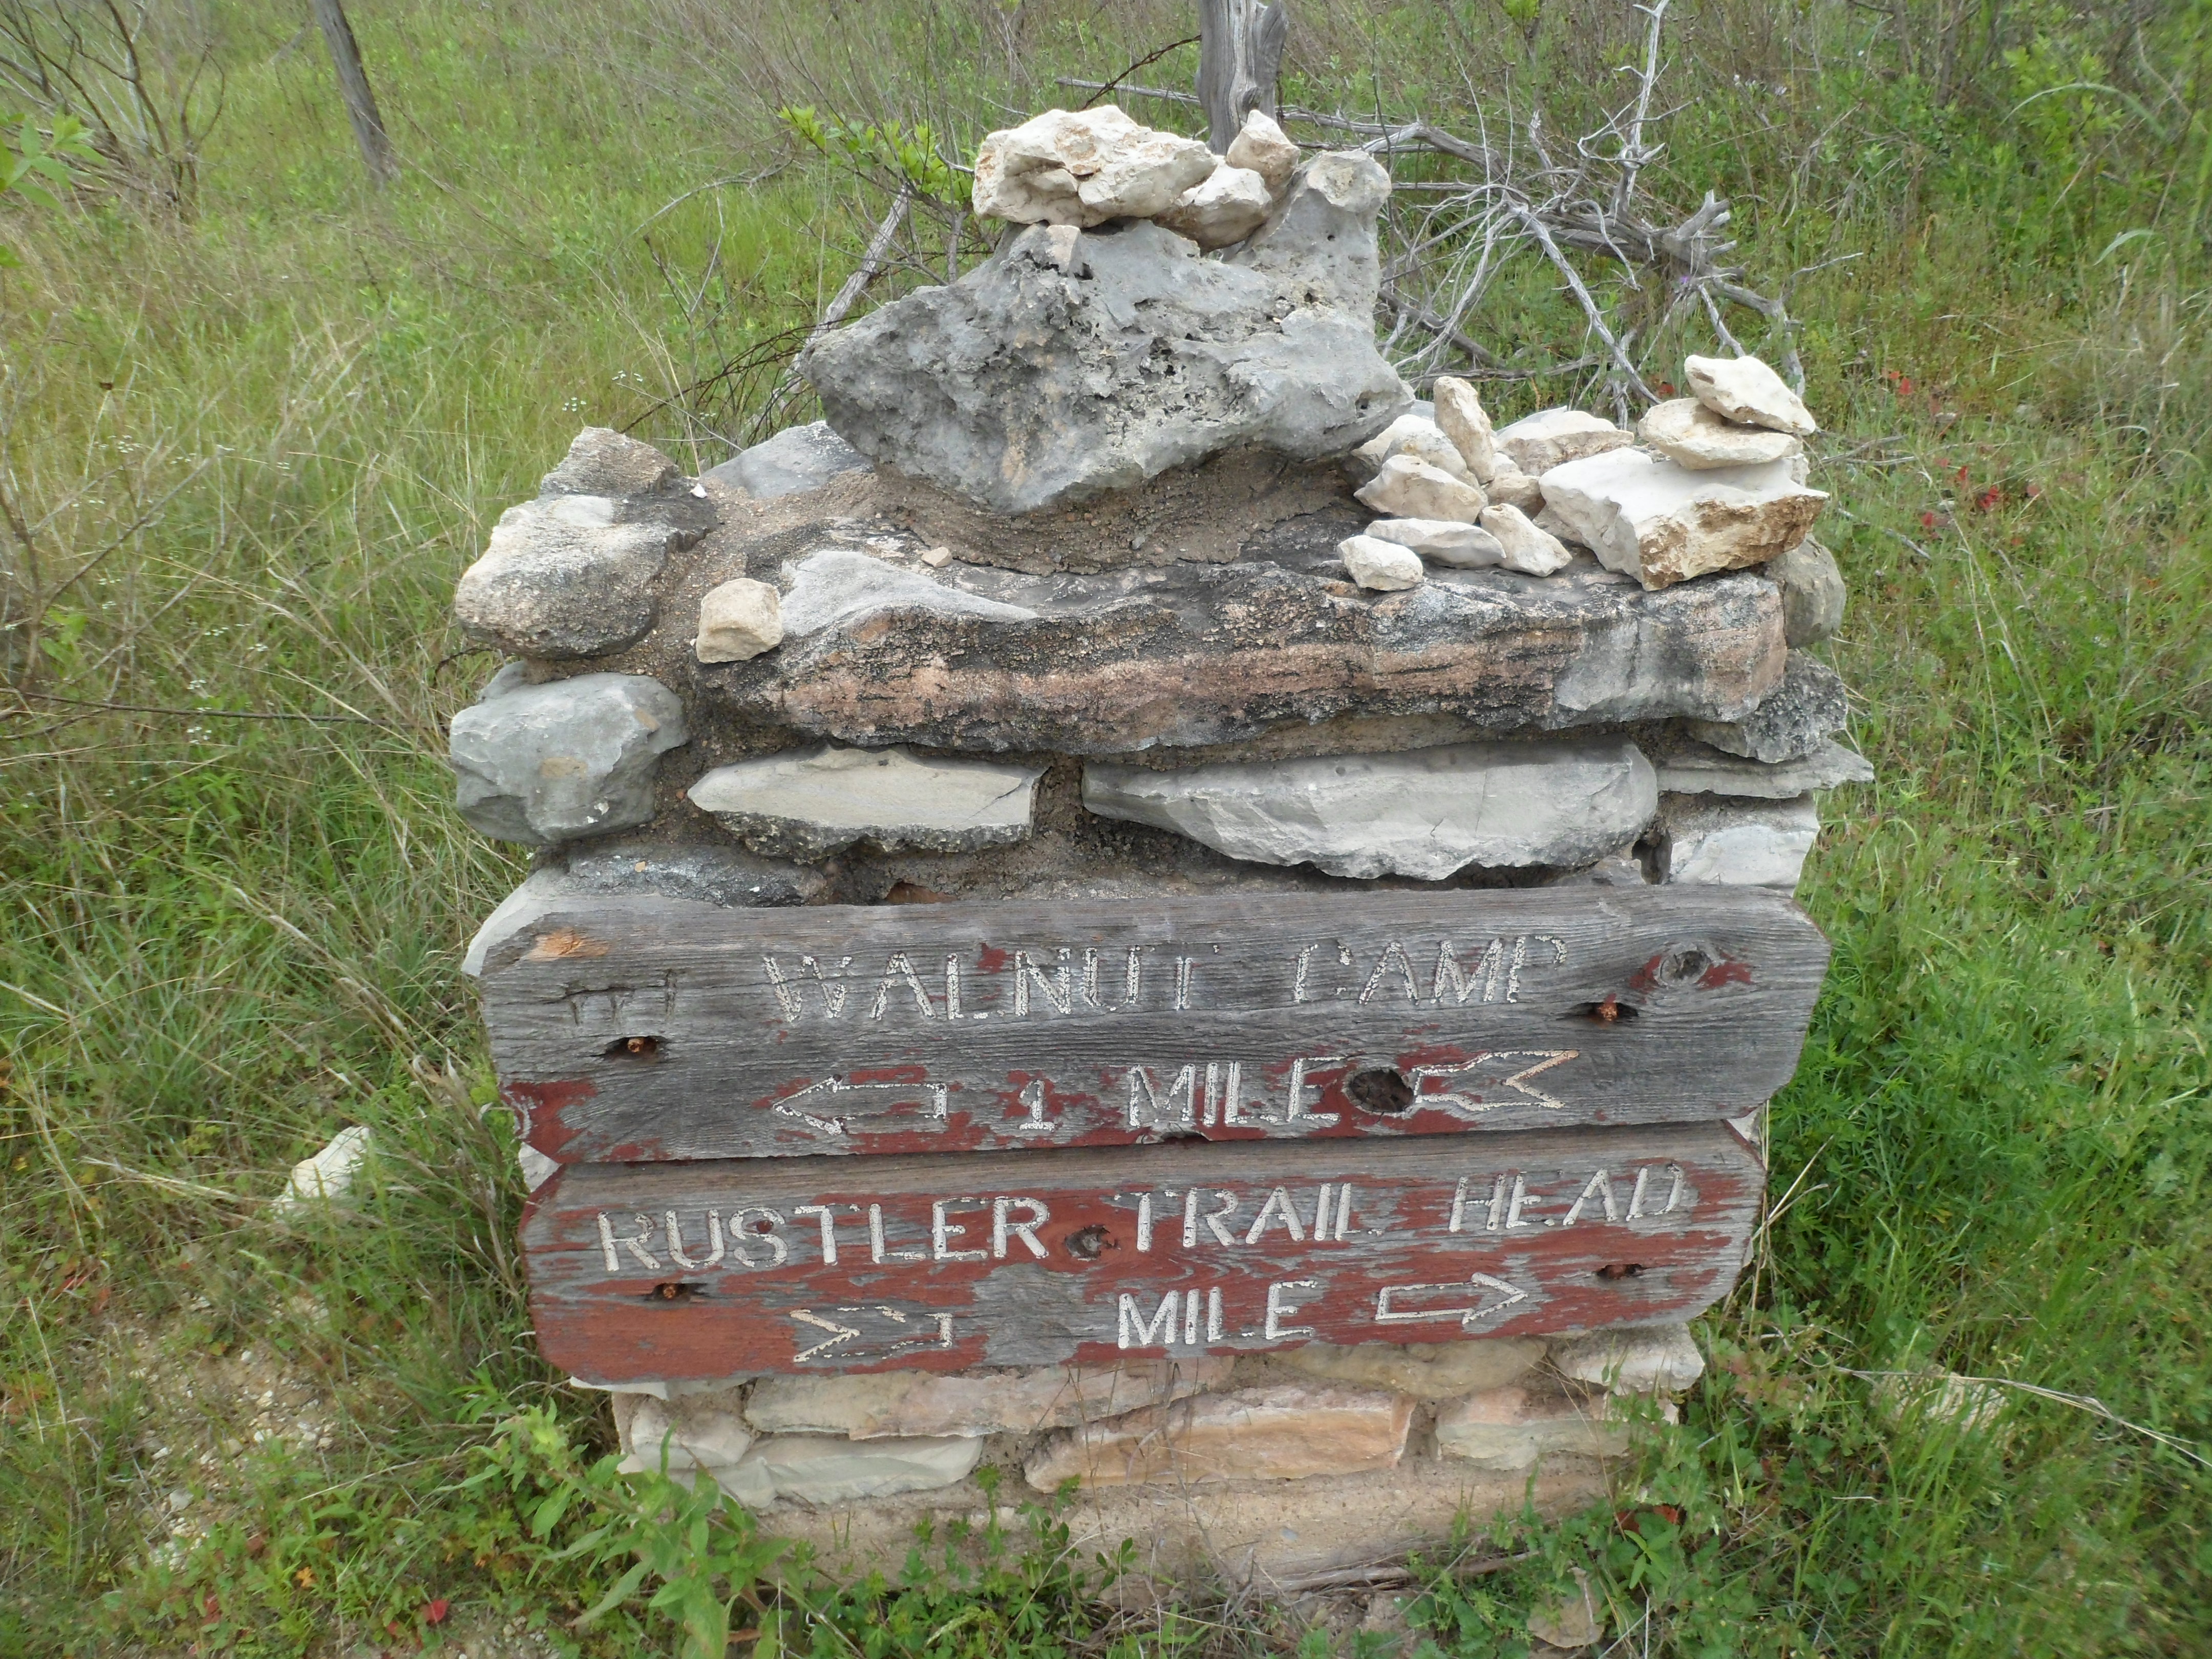 WALNUT CAMP
1 MILE
RUSTLER TRAIL HEAD
MILE